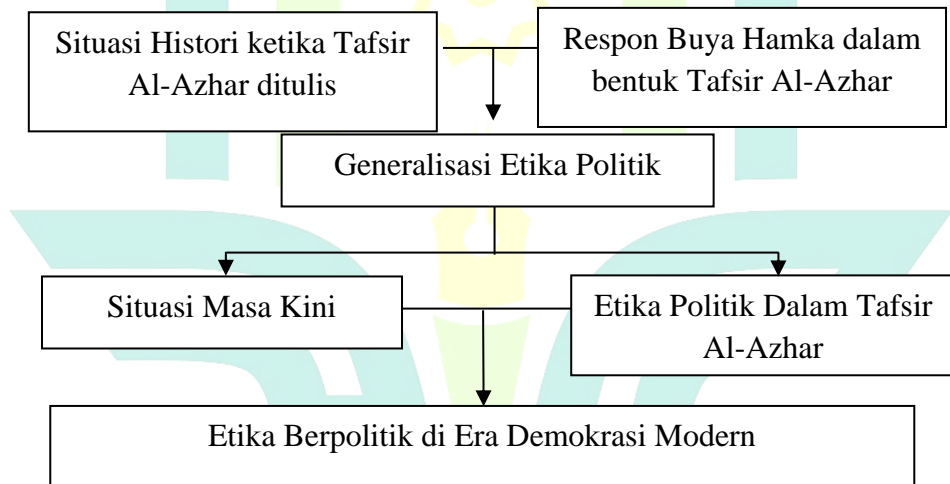 Situasi Histori ketika Tafsir
Al-Azhar ditulis
Respon Buya Hamka dalam
bentuk Tafsir Al-Azhar
Generalisasi Etika Politik
Situasi Masa Kini
Etika Politik Dalam Tafsir
Al-Azhar
Etika Berpolitik di Era Demokrasi Modern